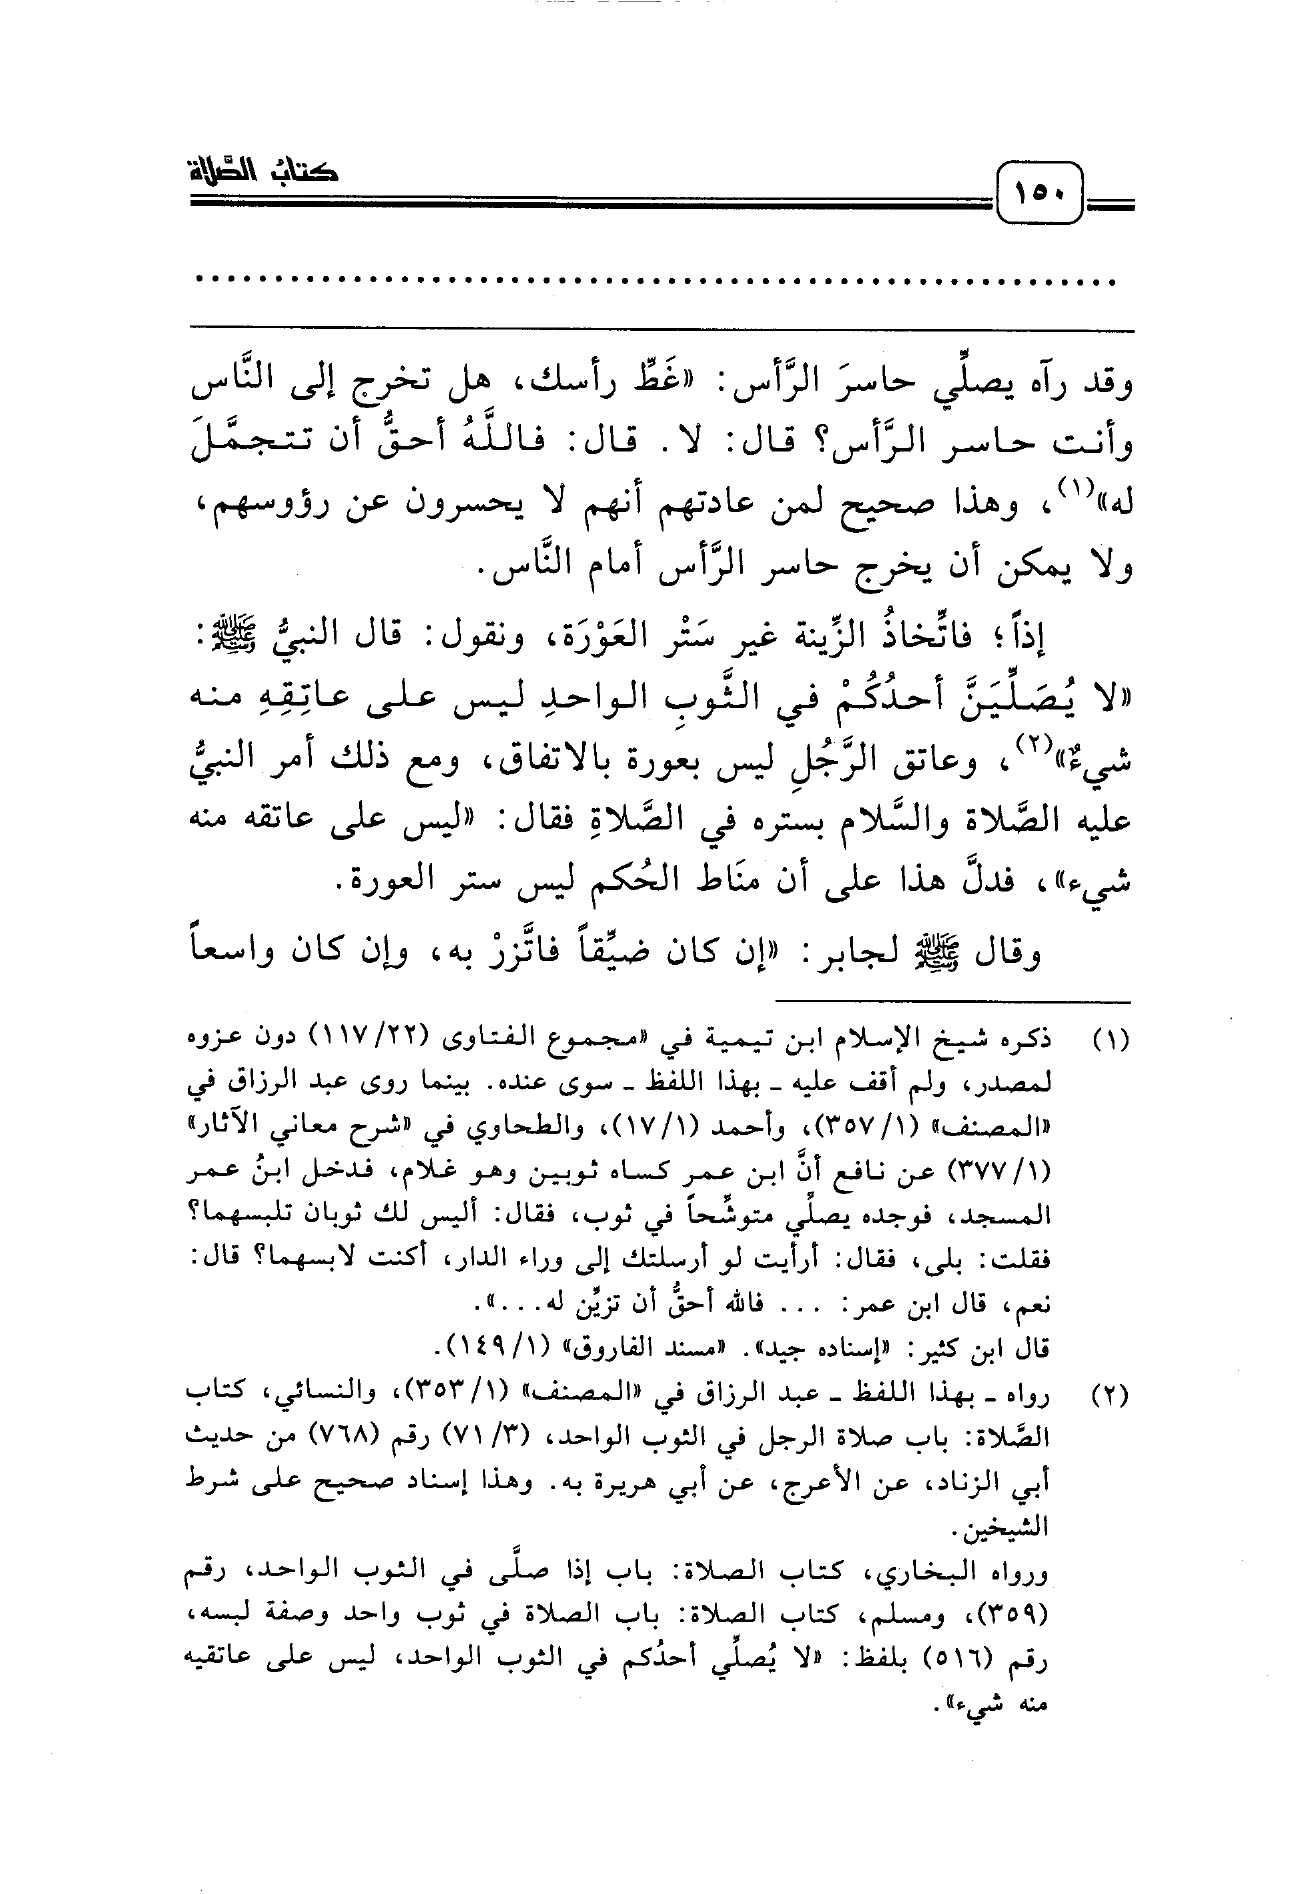 كتابُ الصَّلاة
١٥٠
..........................................................
وقد رآه يصلِّي حاسرَ الرَّأس: «غَطِّ رأسك، هل تخرج إلى النَّاس
وأنت حاسر الرَّأس؟ قال: لا. قال: فاللَّهُ أحقُّ أن تتجمَّلَ
له»(١)، وهذا صحيح لمن عادتهم أنهم لا يحسرون عن رؤوسهم،
ولا يمكن أن يخرج حاسر الرَّأس أمام النَّاس.
إذاً؛ فاتِّخاذُ الزِّينة غير سَتْر العَوْرَة، ونقول: قال النبيُّ ﷺ:
«لا يُصَلِّيَنَّ أحدُكُمْ في الثَّوبِ الواحدِ ليس على عاتِقِهِ منه
شيءٌ»(٢)، وعاتق الرَّجُلِ ليس بعورة بالاتفاق، ومع ذلك أمر النبيُّ
عليه الصَّلاة والسَّلام بستره في الصَّلاةِ فقال: «ليس على عاتقه منه
شيء»، فدلَّ هذا على أن مَنَاط الحُكم ليس ستر العورة.
وقال ﷺ لجابر: «إن كان ضيِّقاً فاتَّزرْ به، وإن كان واسعاً
(١) ذكره شيخ الإسلام ابن تيمية في «مجموع الفتاوى (٢٢/ ١١٧) دون عزوه
لمصدر، ولم أقف عليه ـ بهذا اللفظ ـ سوى عنده. بينما روى عبد الرزاق في
«المصنف» (١/ ٣٥٧)، وأحمد (١/ ١٧)، والطحاوي في «شرح معاني الآثار»
(١/ ٣٧٧) عن نافع أنَّ ابن عمر كساه ثوبين وهو غلام، فدخل ابنُ عمر
المسجد، فوجده يصلِّي متوشِّحاً في ثوب، فقال: أليس لك ثوبان تلبسهما؟
فقلت: بلى، فقال: أرأيت لو أرسلتك إلى وراء الدار، أكنت لابسهما؟ قال:
نعم، قال ابن عمر: ... فالله أحقُّ أن تزيَّن له...».
قال ابن كثير: «إسناده جيد». «مسند الفاروق» (١/ ١٤٩).
(٢) رواه ـ بهذا اللفظ ـ عبد الرزاق في «المصنف» (١/ ٣٥٣)، والنسائي، كتاب
الصَّلاة: باب صلاة الرجل في الثوب الواحد، (٣/ ٧١) رقم (٧٦٨) من حديث
أبي الزناد، عن الأعرج، عن أبي هريرة به. وهذا إسناد صحيح على شرط
الشيخين.
ورواه البخاري، كتاب الصلاة: باب إذا صلَّى في الثوب الواحد، رقم
(٣٥٩)، ومسلم، كتاب الصلاة: باب الصلاة في ثوب واحد وصفة لبسه،
رقم (٥١٦) بلفظ: «لا يُصلِّي أحدُكم في الثوب الواحد، ليس على عاتقيه
منه شيء».